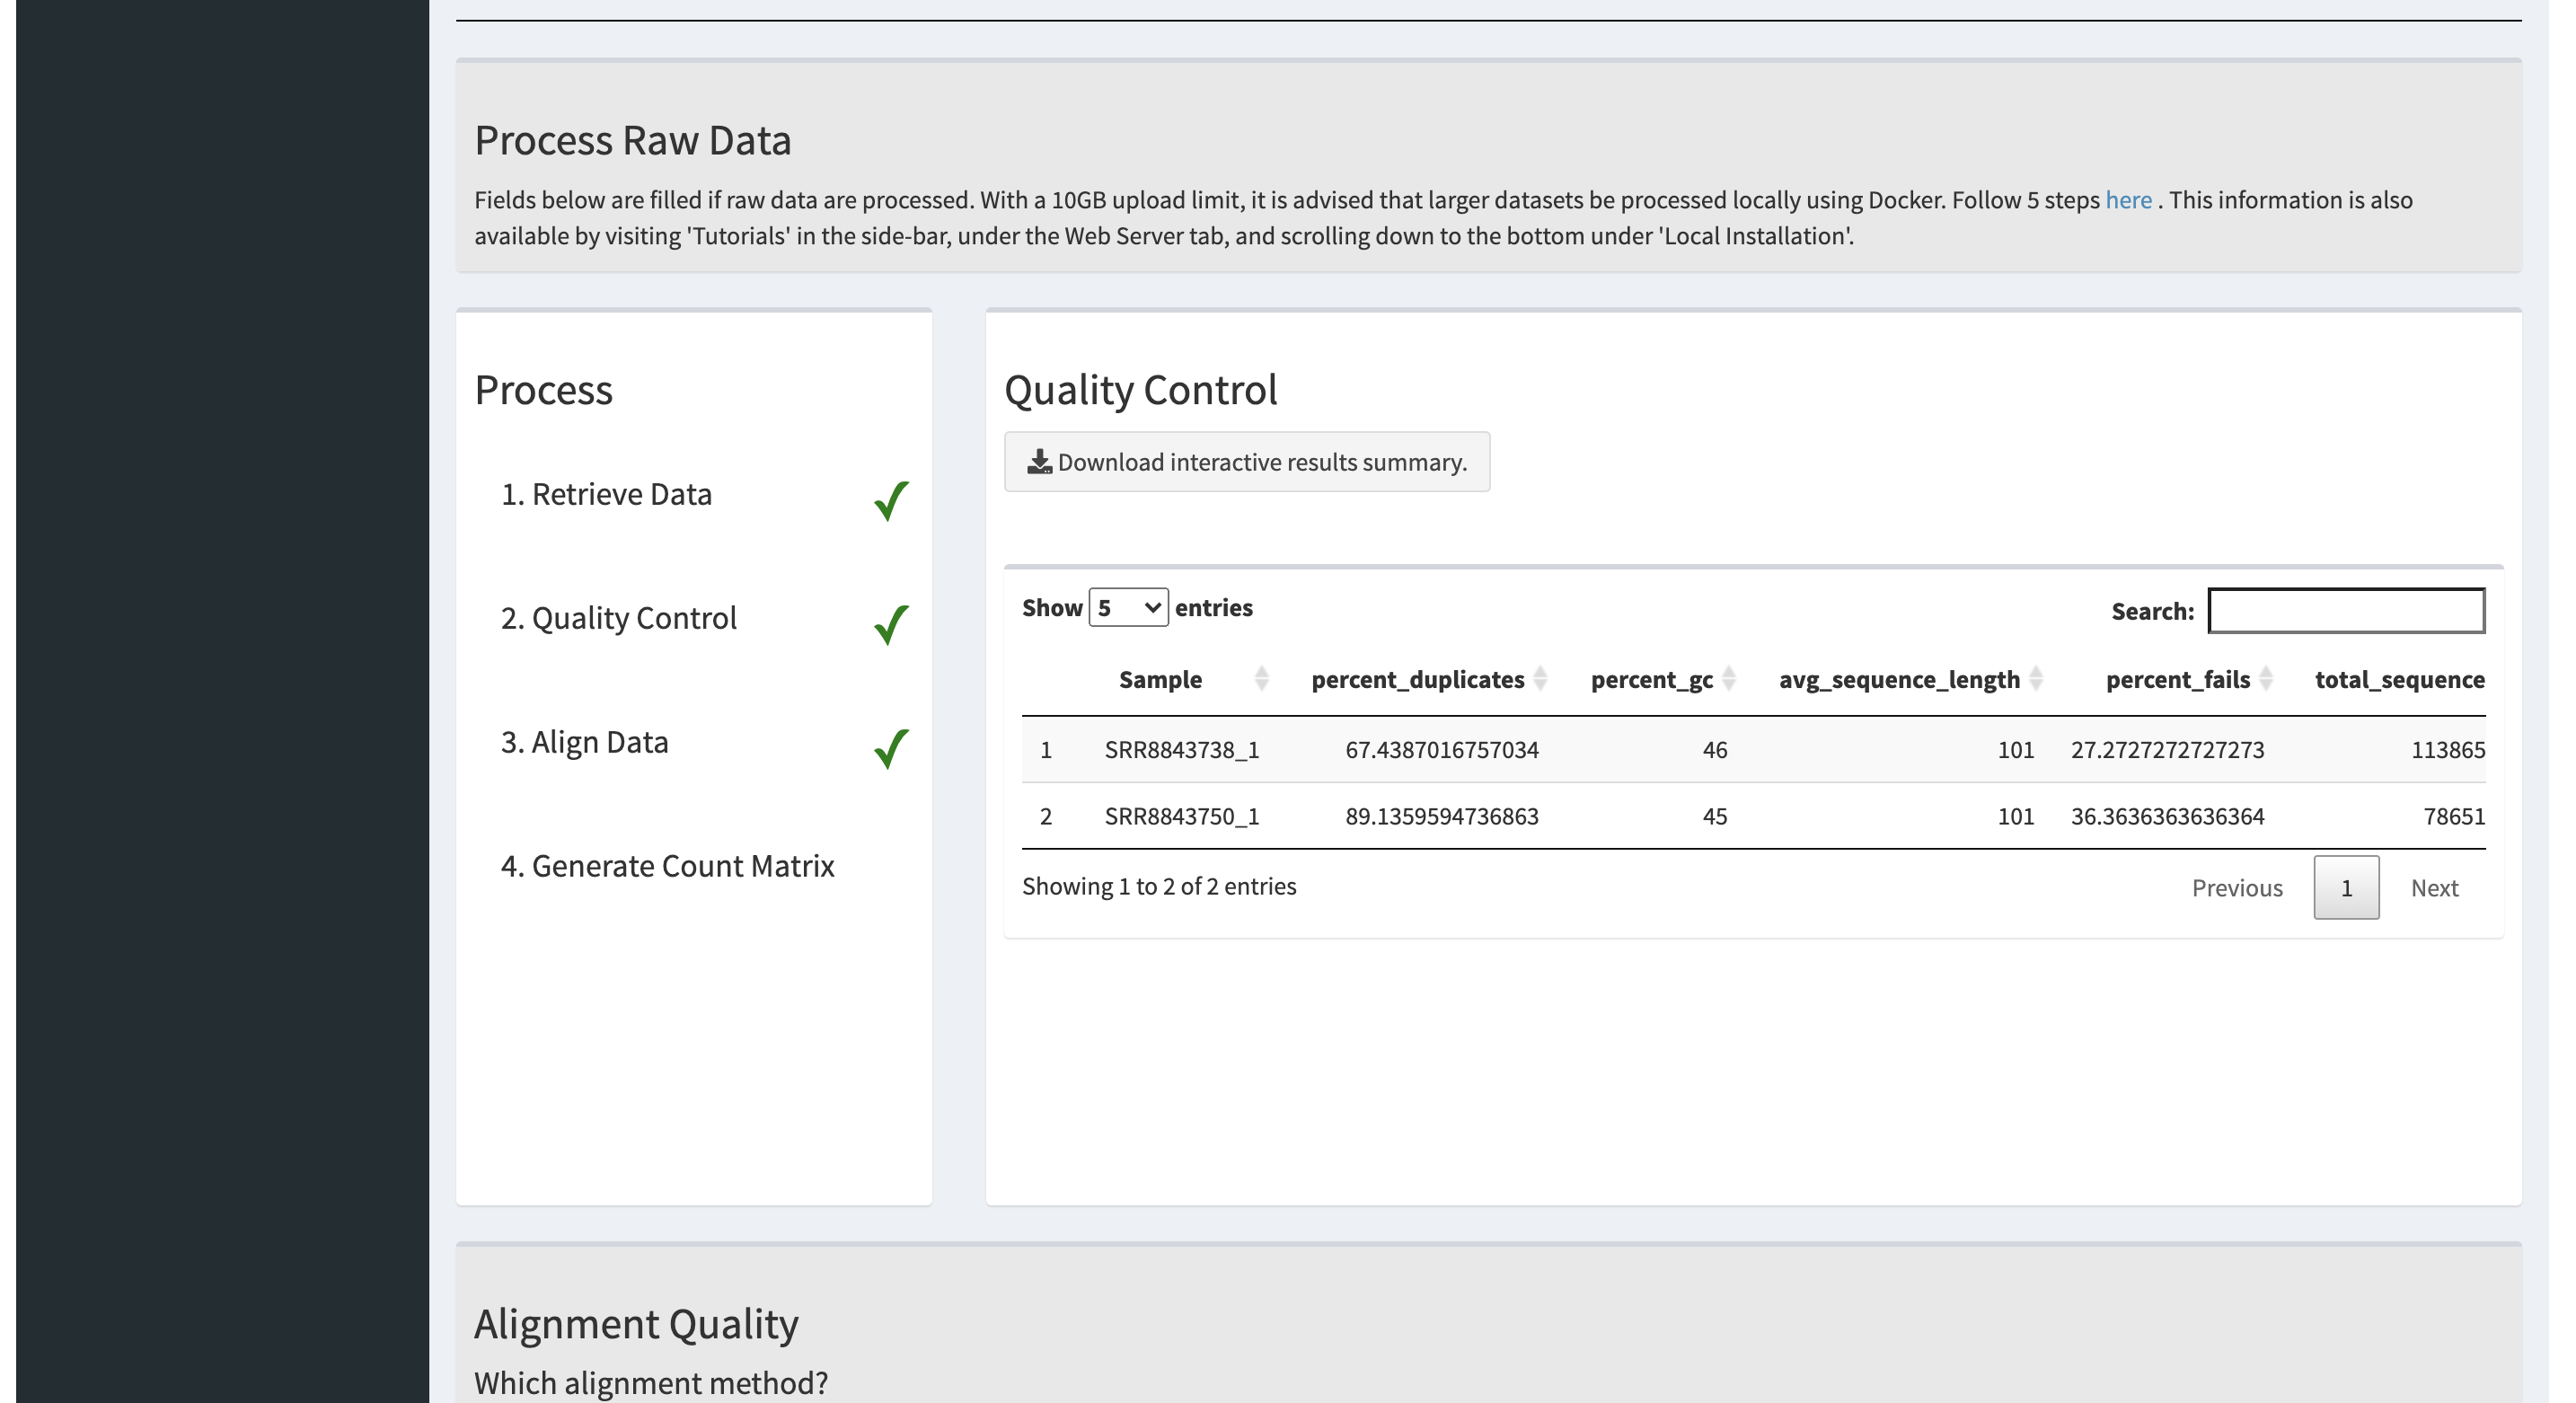 Process Raw Data
Fields below are filled if raw data are processed. With a 10GB upload limit, it is advised that larger datasets be processed locally using Docker. Follow 5 steps here . This information is also
available by visiting 'Tutorials' in the side-bar, under the Web Server tab, and scrolling down to the bottom under 'Local Installation'.
Process
1. Retrieve Data
2. Quality Control
3. Align Data
4. Generate Count Matrix
Quality Control
Download interactive results summary.
Show 5 entries
Search:
Sample percent_duplicates percent_gc avg_sequence_length percent_fails total_sequence
1 SRR8843738_1 67.4387016757034 46 101 27.2727272727273 113865
2 SRR8843750_1 89.1359594736863 45 101 36.3636363636364 78651
Showing 1 to 2 of 2 entries
Previous 1 Next
Alignment Quality
Which alignment method?